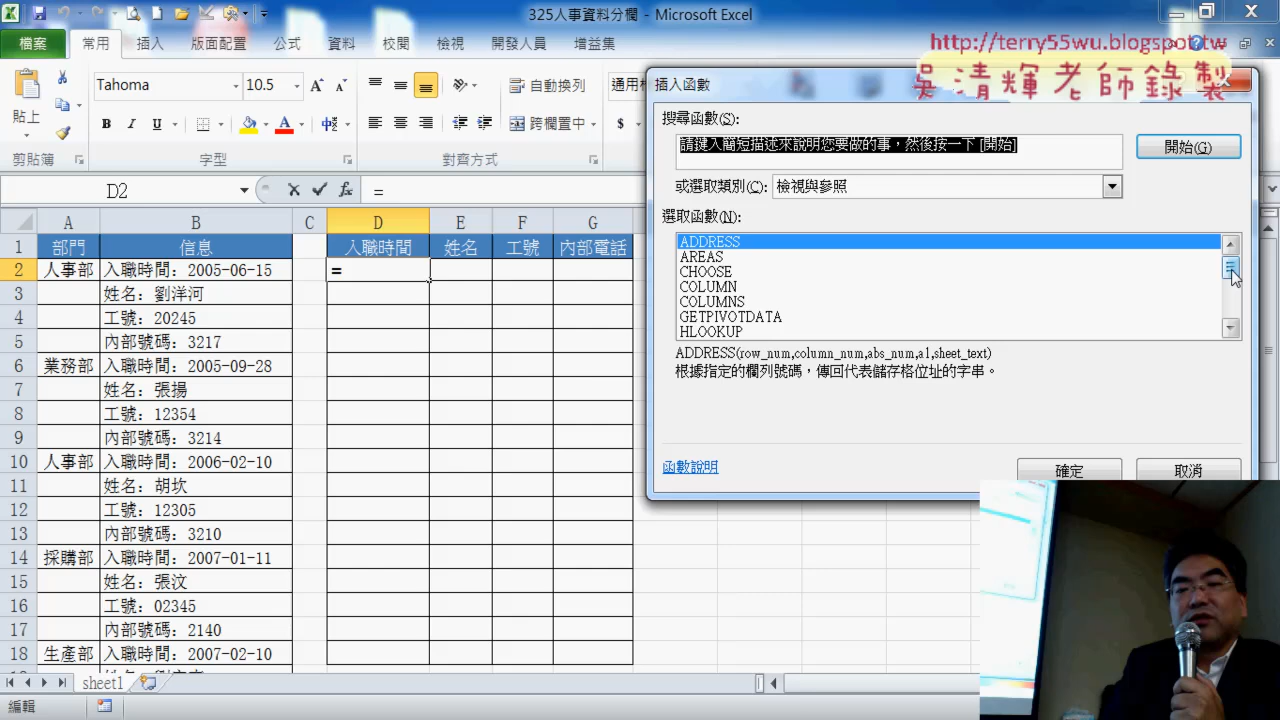 325人事資料分欄 - Microsoft Excel
http://terry55wu.blogspot.tw
吳清輝老師錄製
檔案 常用 插入 版面配置 公式 資料 校閱 檢視 開發人員 增益集
貼上
Tahoma 10.5
B I U A 中
自動換列
跨欄置中
通用
$
剪貼簿 字型 對齊方式
D2 fx =
A B C D E F G
1 部門 信息 入職時間 姓名 工號 內部電話
2 人事部 入職時間: 2005-06-15 =
3 姓名: 劉洋河
4 工號: 20245
5 內部號碼: 3217
6 業務部 入職時間: 2005-09-28
7 姓名: 張揚
8 工號: 12354
9 內部號碼: 3214
10 人事部 入職時間: 2006-02-10
11 姓名: 胡坎
12 工號: 12305
13 內部號碼: 3210
14 採購部 入職時間: 2007-01-11
15 姓名: 張汶
16 工號: 02345
17 內部號碼: 2140
18 生產部 入職時間: 2007-02-10
sheet1
編輯
插入函數
搜尋函數(S):
請鍵入簡短描述來說明您要做的事，然後按一下 [開始]
開始(G)
或選取類別(C): 檢視與參照
選取函數(N):
ADDRESS
AREAS
CHOOSE
COLUMN
COLUMNS
GETPIVOTDATA
HLOOKUP
ADDRESS(row_num,column_num,abs_num,a1,sheet_text)
根據指定的欄列號碼，傳回代表儲存格位址的字串。
函數說明
確定 取消